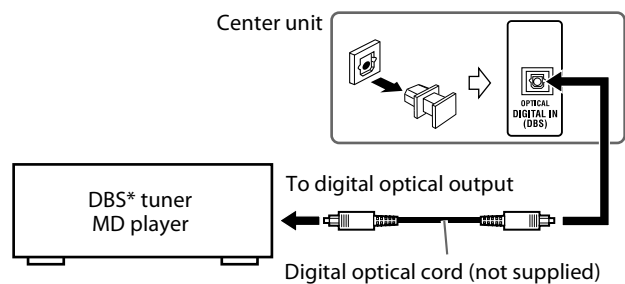 Center unit
OPTICAL
DIGITAL IN
(DBS)
DBS* tuner
MD player
To digital optical output
Digital optical cord (not supplied)